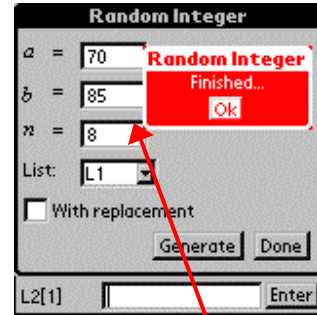 Random Integer
a = 70
Random Integer
Finished...
Ok
b = 85
n = 8
List: L1
With replacement
Generate Done
L2[1] Enter